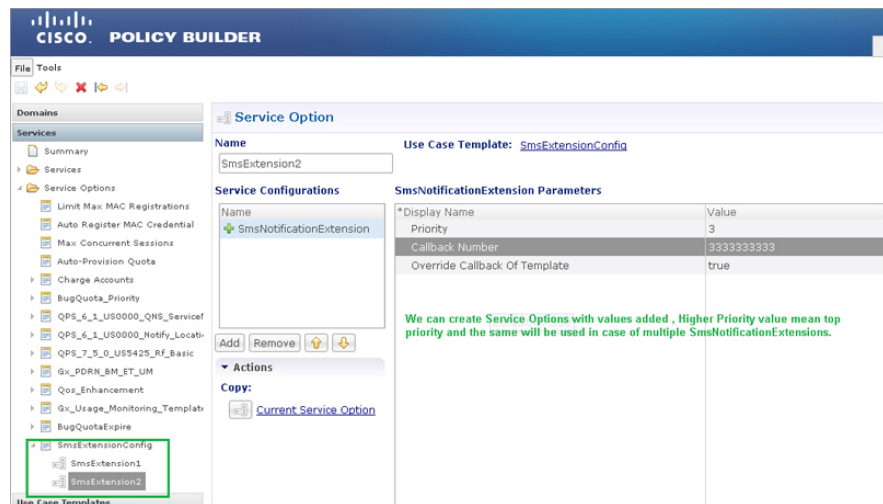 CISCO. POLICY BUILDER
File Tools
Domains
Services
Summary
Services
Service Options
Limit Max MAC Registrations
Auto Register MAC Credential
Max Concurrent Sessions
Auto-Provision Quota
Charge Accounts
BugQuota_Priority
QPS_6_1_US0000_QNS_Servicef
QPS_6_1_US0000_Notify_Locati
QPS_7_5_0_US5425_Rf_Basic
Gx_PDRN_BM_ET_UM
Qos_Enhancement
Gx_Usage_Monitoring_Template
BugQuotaExpire
SmsExtensionConfig
SmsExtension1
SmsExtension2
Use Case Templates
Service Option
Name
SmsExtension2
Use Case Template: SmsExtensionConfig
Service Configurations
Name
SmsNotificationExtension
Add Remove
Actions
Copy:
Current Service Option
SmsNotificationExtension Parameters
*Display Name Value
Priority 3
Callback Number 3333333333
Override Callback Of Template true
We can create Service Options with values added , Higher Priority value mean top
priority and the same will be used in case of multiple SmsNotificationExtensions.